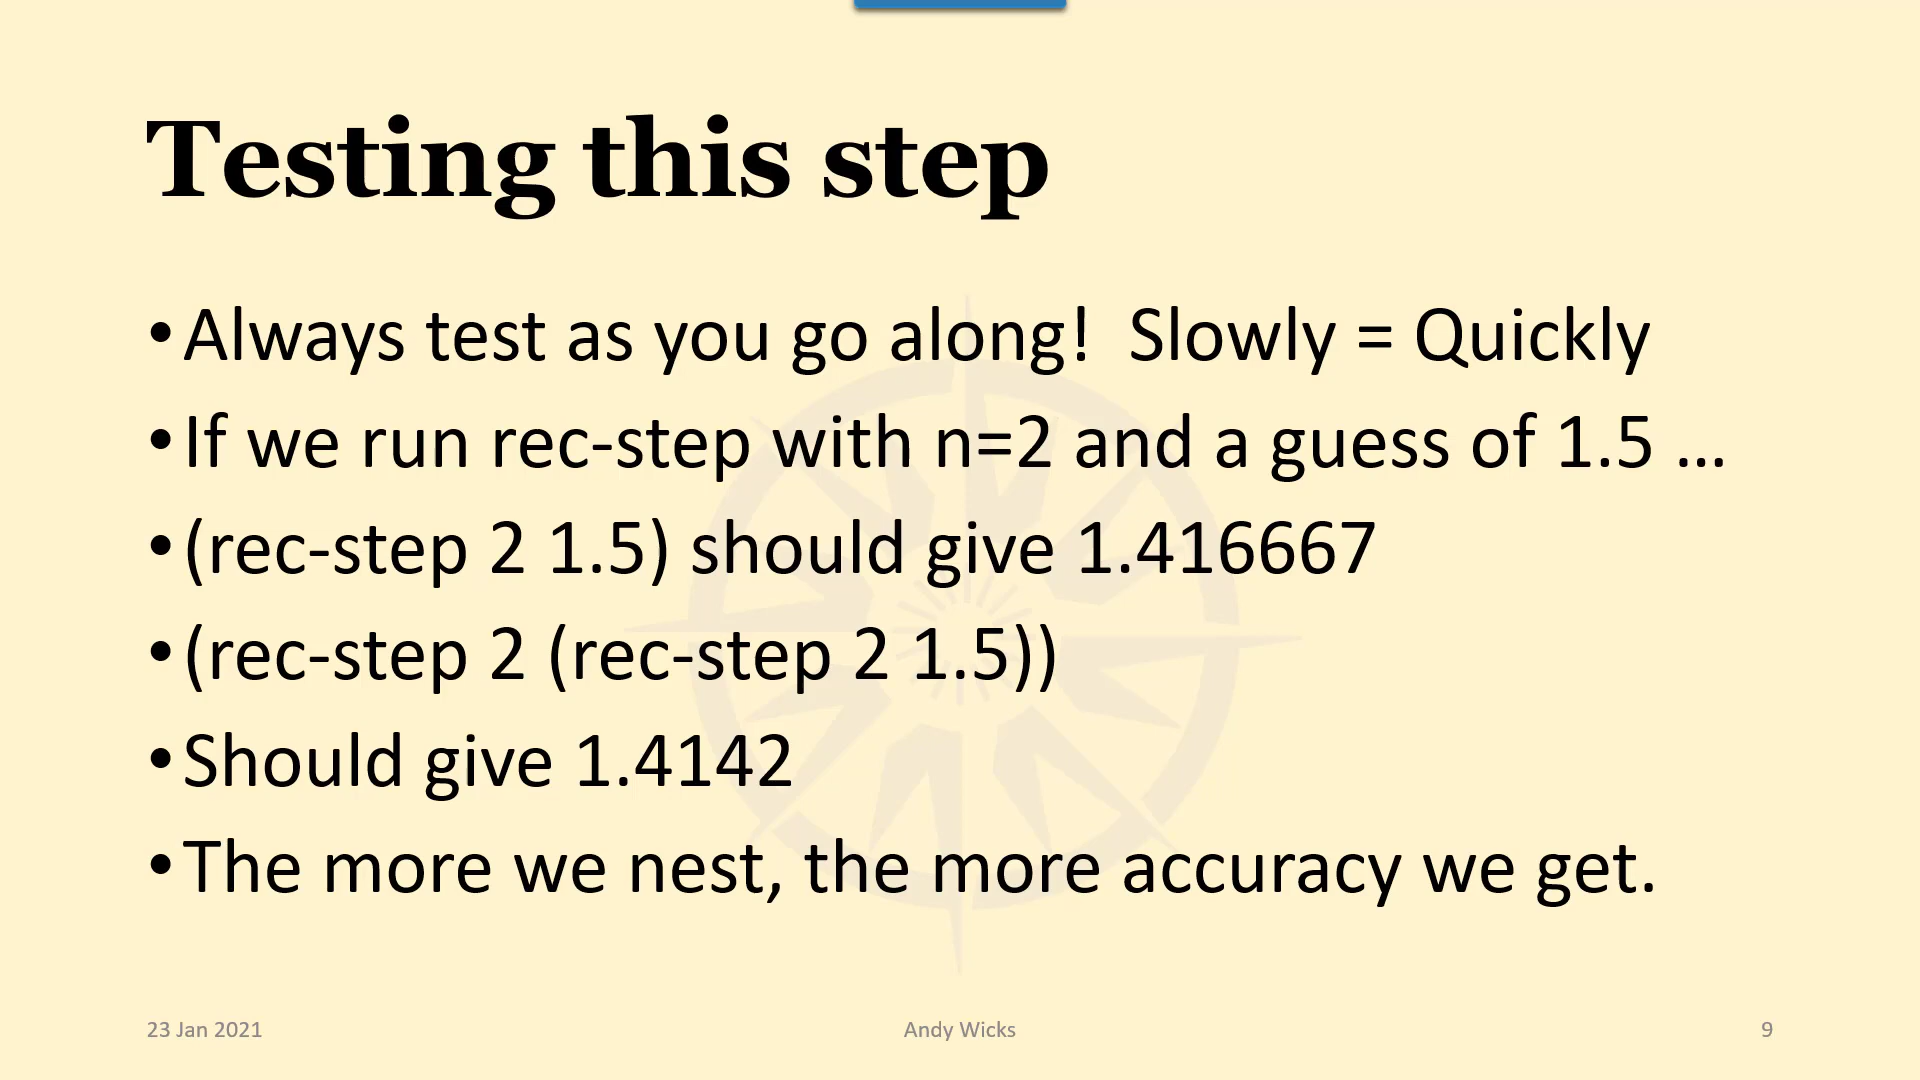 Testing this step
•Always test as you go along!  Slowly = Quickly
•If we run rec-step with n=2 and a guess of 1.5 …
•(rec-step 2 1.5) should give 1.416667
•(rec-step 2 (rec-step 2 1.5))
•Should give 1.4142
•The more we nest, the more accuracy we get.
23 Jan 2021
Andy Wicks
9